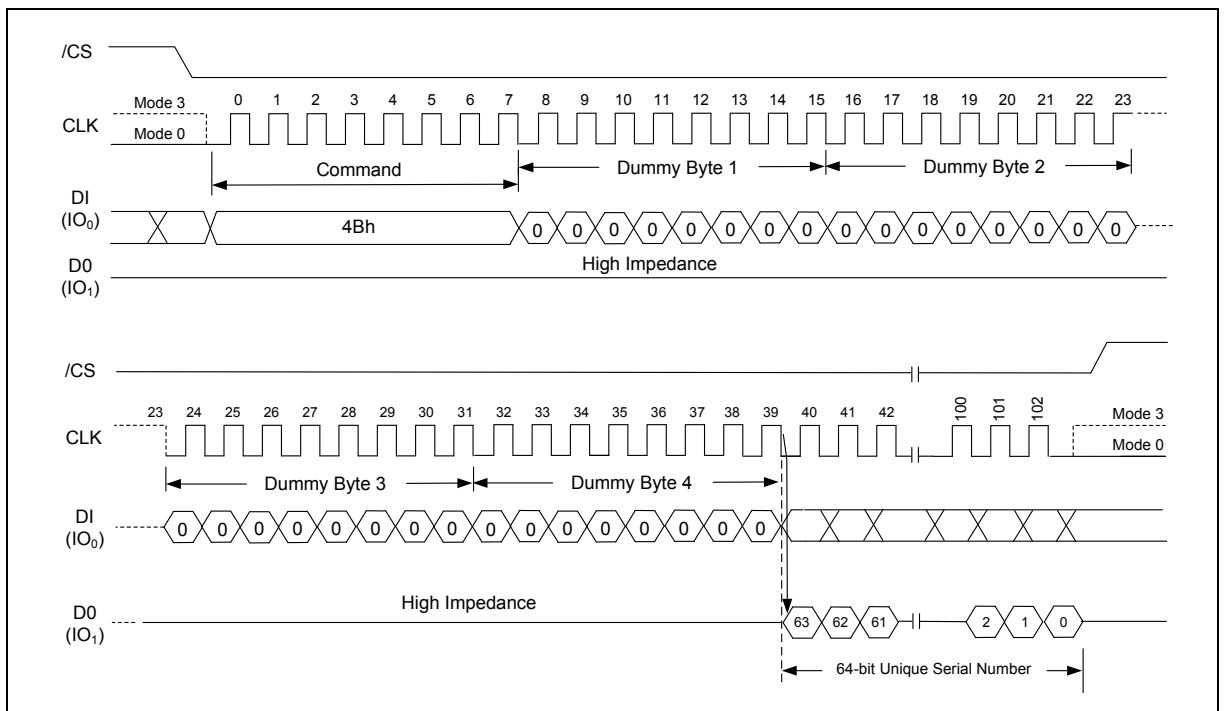 /CS
Mode 3 0 1 2 3 4 5 6 7 8 9 10 11 12 13 14 15 16 17 18 19 20 21 22 23
CLK
Mode 0
Command Dummy Byte 1 Dummy Byte 2
DI
(IO0)
4Bh 0 0 0 0 0 0 0 0 0 0 0 0 0 0 0 0
D0
(IO1)
High Impedance
/CS
23 24 25 26 27 28 29 30 31 32 33 34 35 36 37 38 39 40 41 42 100 101 102 Mode 3
CLK
Mode 0
Dummy Byte 3 Dummy Byte 4
DI
(IO0)
0 0 0 0 0 0 0 0 0 0 0 0 0 0 0 0
High Impedance
D0
(IO1)
63 62 61 2 1 0
64-bit Unique Serial Number